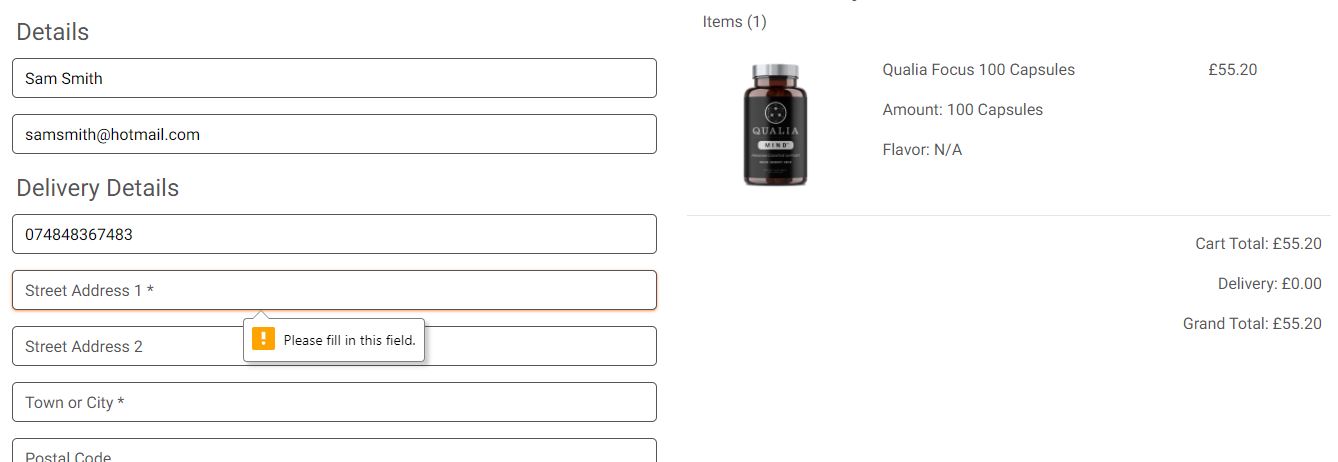 Details
Sam Smith
samsmith@hotmail.com
Delivery Details
074848367483
Street Address 1 *
Please fill in this field.
Street Address 2
Town or City *
Postal Code
Items (1)
QUALIA
MIND
Qualia Focus 100 Capsules
£55.20
Amount: 100 Capsules
Flavor: N/A
Cart Total: £55.20
Delivery: £0.00
Grand Total: £55.20